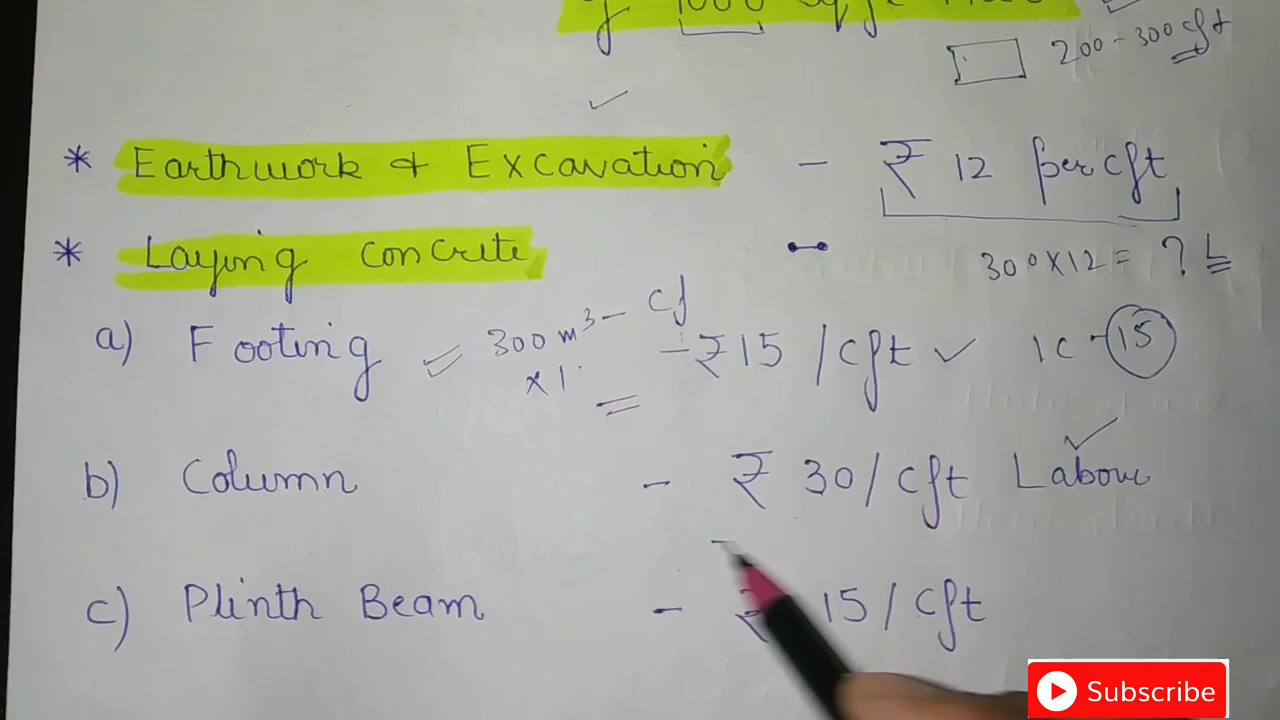 1000
200 - 300 cft
* Earthwork & Excavation - ₹ 12 per cft
* Laying concrete
300 x 12 = ? L
a) Footing 300 m³ - cf - ₹ 15 / cft 1c - 15
x 1
=
b) Column - ₹ 30 / cft Labour
c) Plinth Beam - ₹ 15 / cft
Subscribe